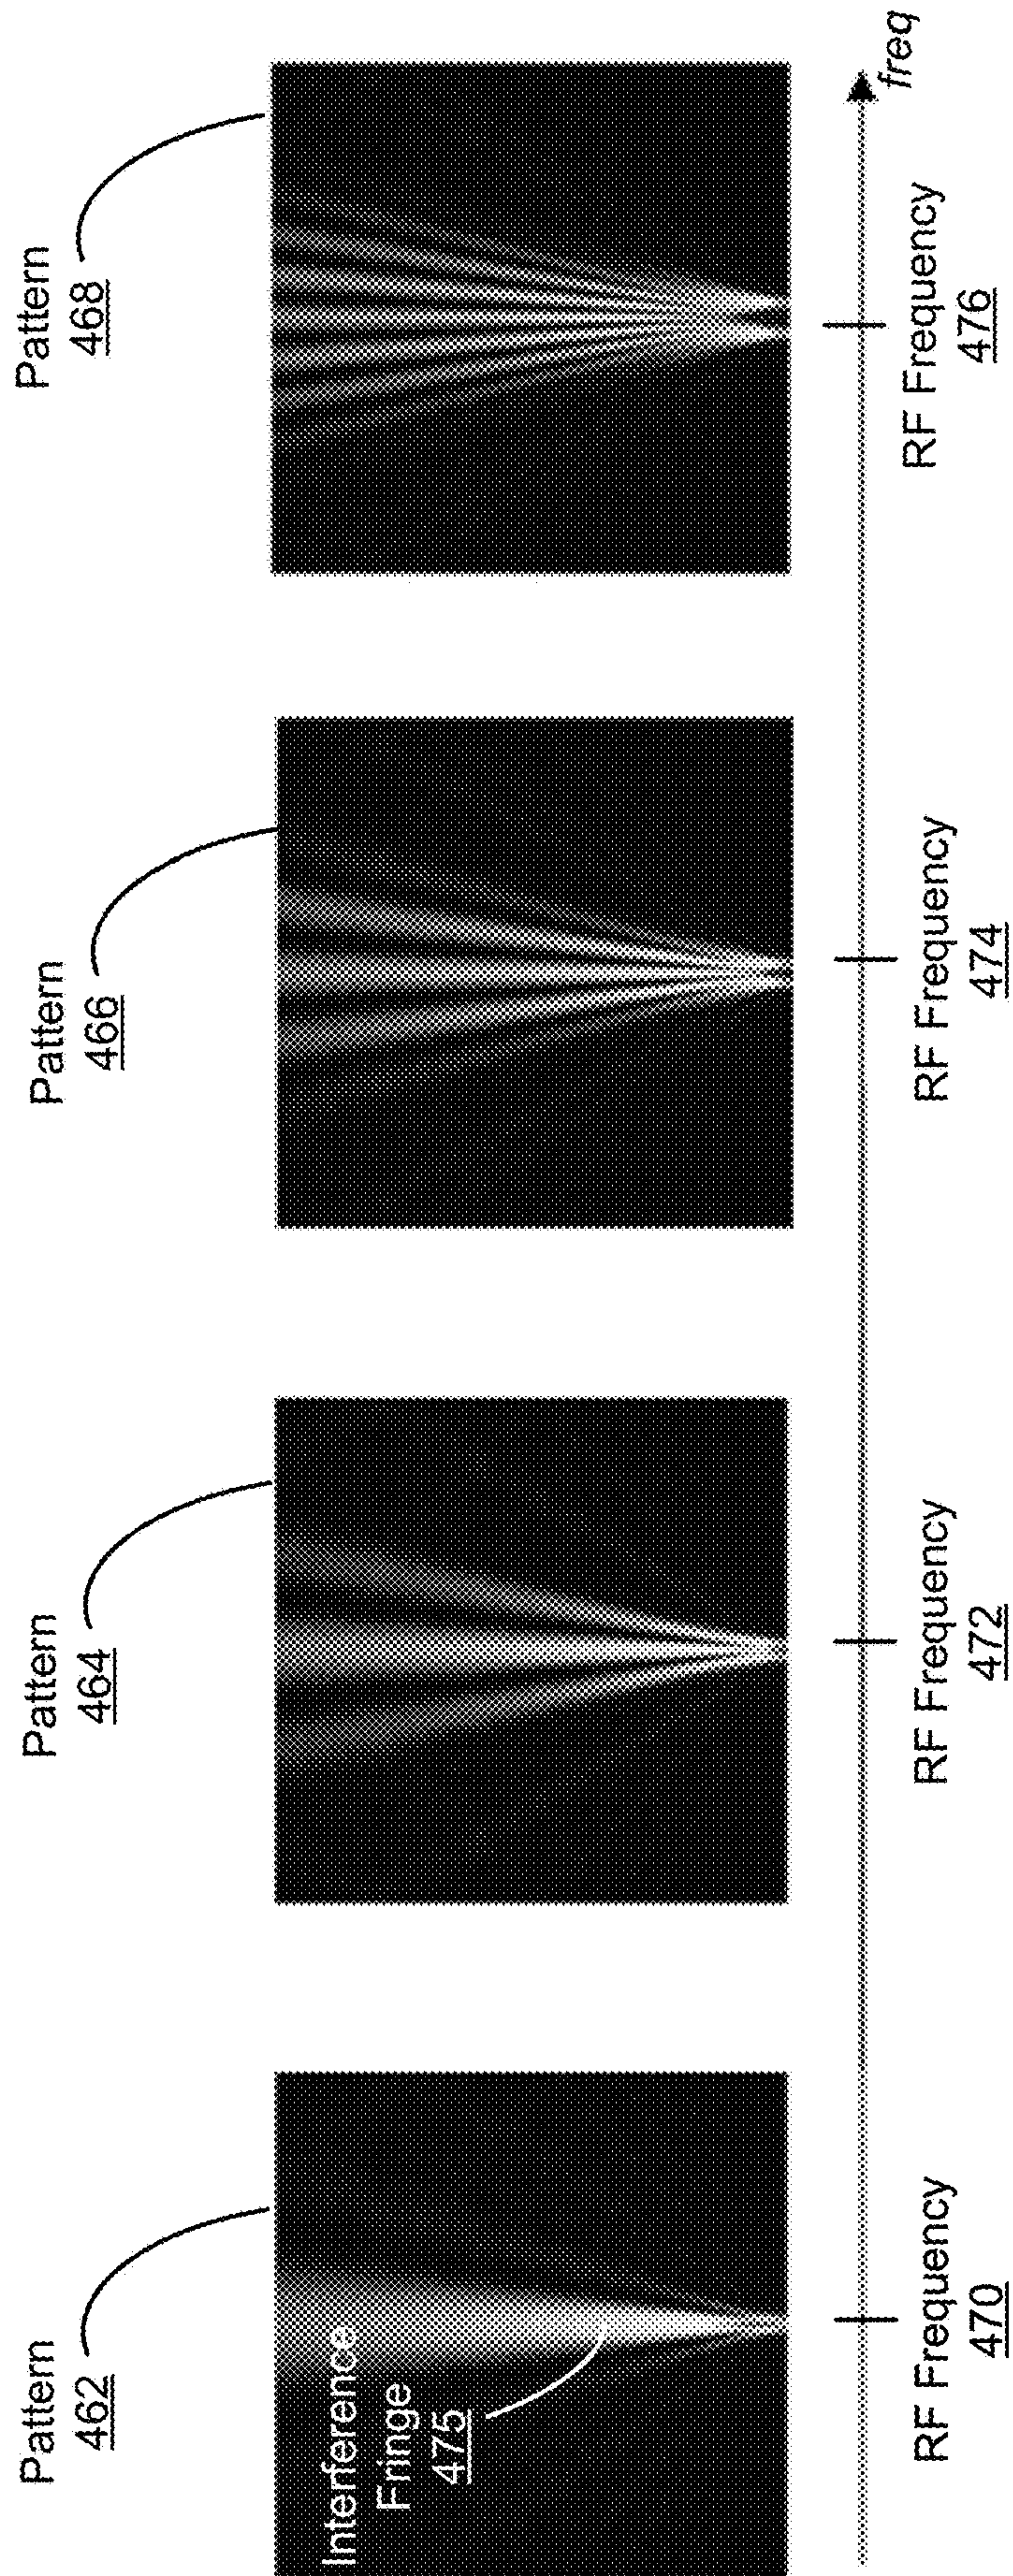 Pattern
462
Pattern
464
Pattern
466
Pattern
468
Interference
Fringe
475
freq
RF Frequency
470
RF Frequency
472
RF Frequency
474
RF Frequency
476